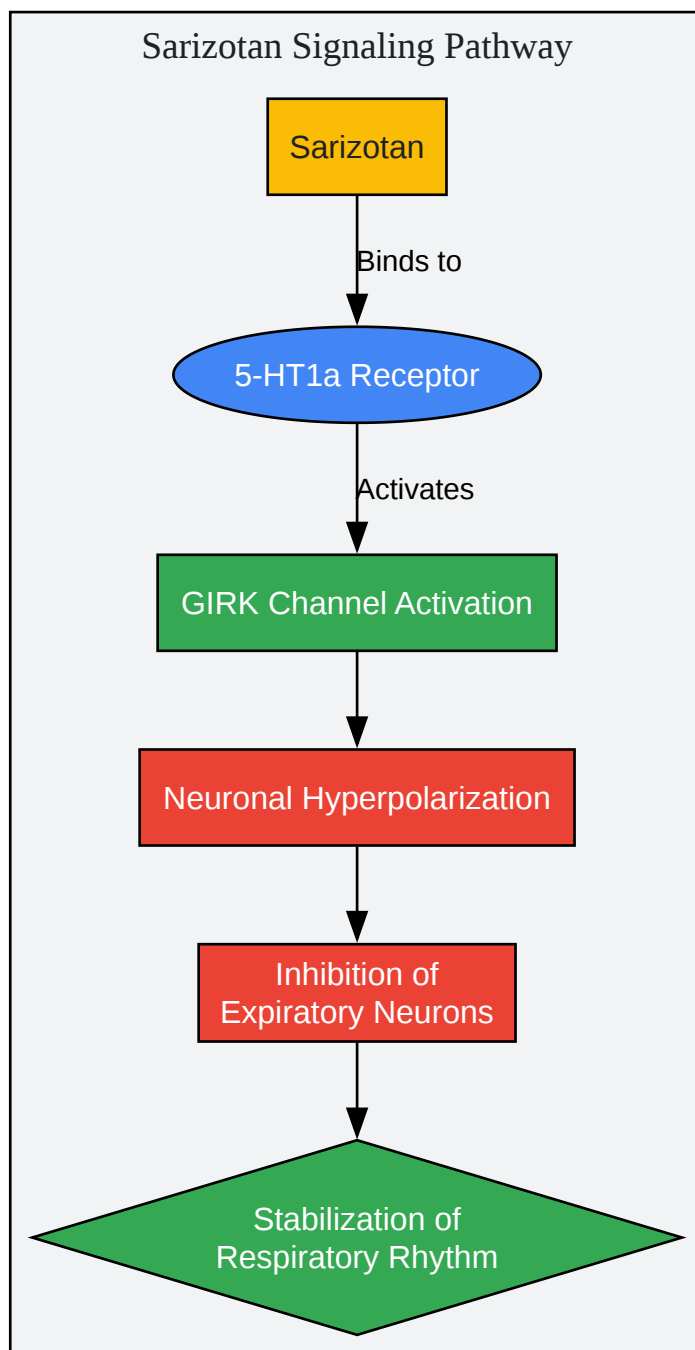 Sarizotan Signaling Pathway
Sarizotan
Binds to
5-HT1a Receptor
Activates
GIRK Channel Activation
Neuronal Hyperpolarization
Inhibition of
Expiratory Neurons
Stabilization of
Respiratory Rhythm